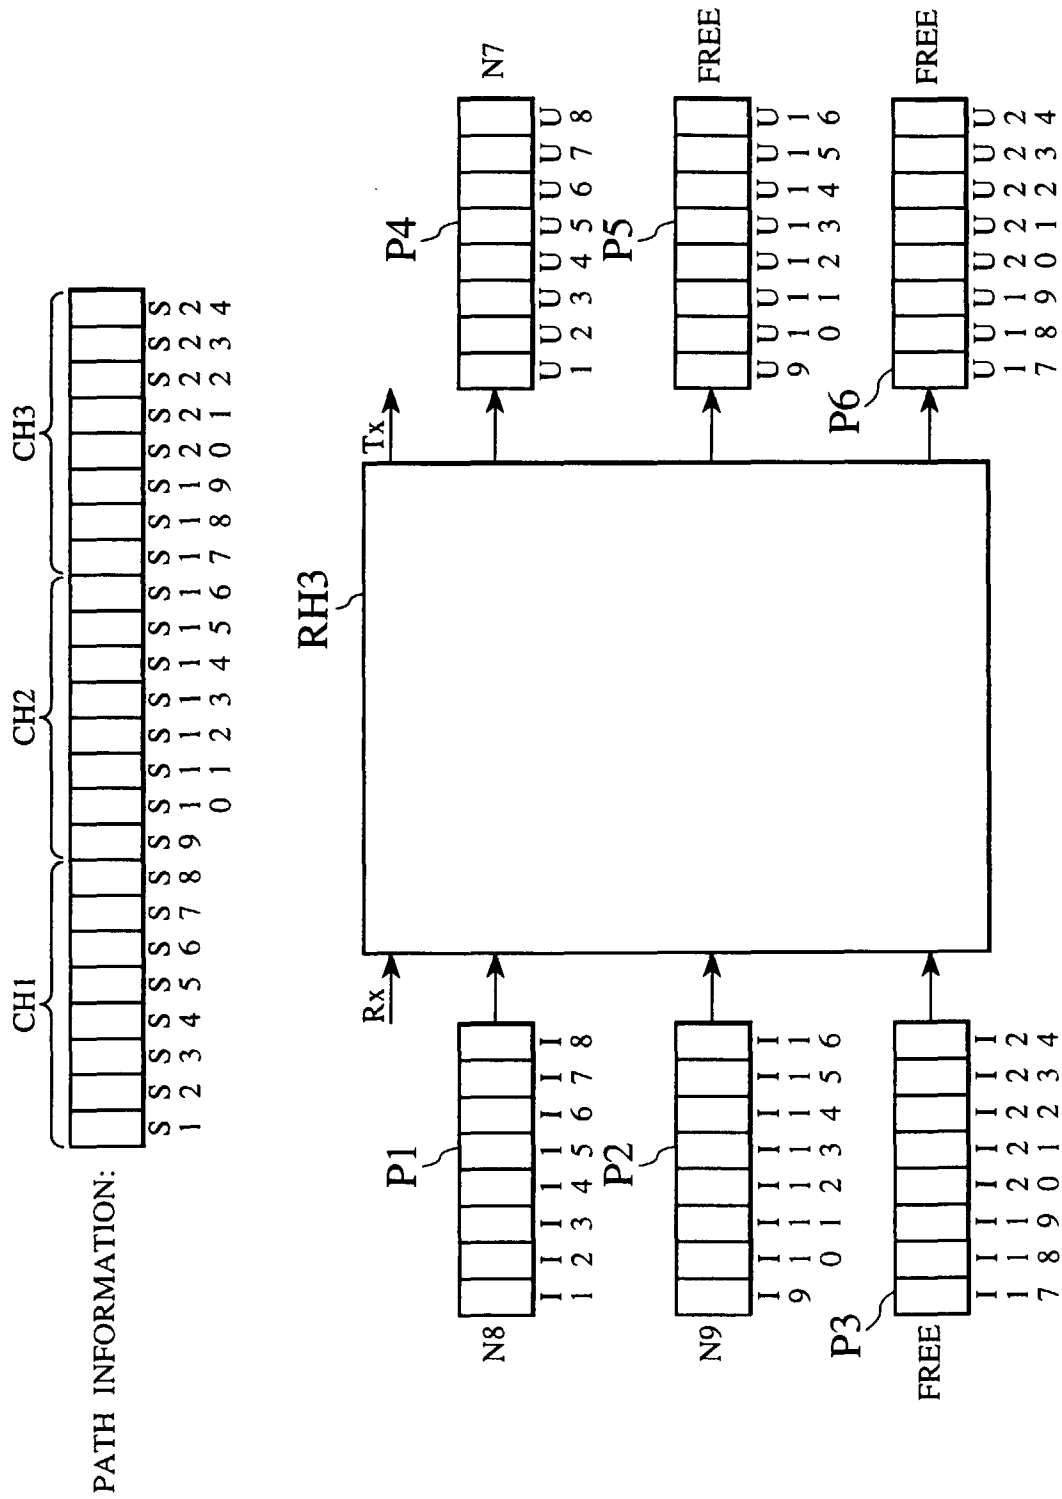 CH1 CH2 CH3
PATH INFORMATION:
S1 S2 S3 S4 S5 S6 S7 S8 S9 S10 S11 S12 S13 S14 S15 S16 S17 S18 S19 S20 S21 S22 S23 S24
RH3
Rx
Tx
P1
N8
I1 I2 I3 I4 I5 I6 I7 I8
P4
N7
U1 U2 U3 U4 U5 U6 U7 U8
P2
N9
I9 I10 I11 I12 I13 I14 I15 I16
P5
FREE
U9 U10 U11 U12 U13 U14 U15 U16
P3
FREE
I17 I18 I19 I20 I21 I22 I23 I24
P6
FREE
U17 U18 U19 U20 U21 U22 U23 U24